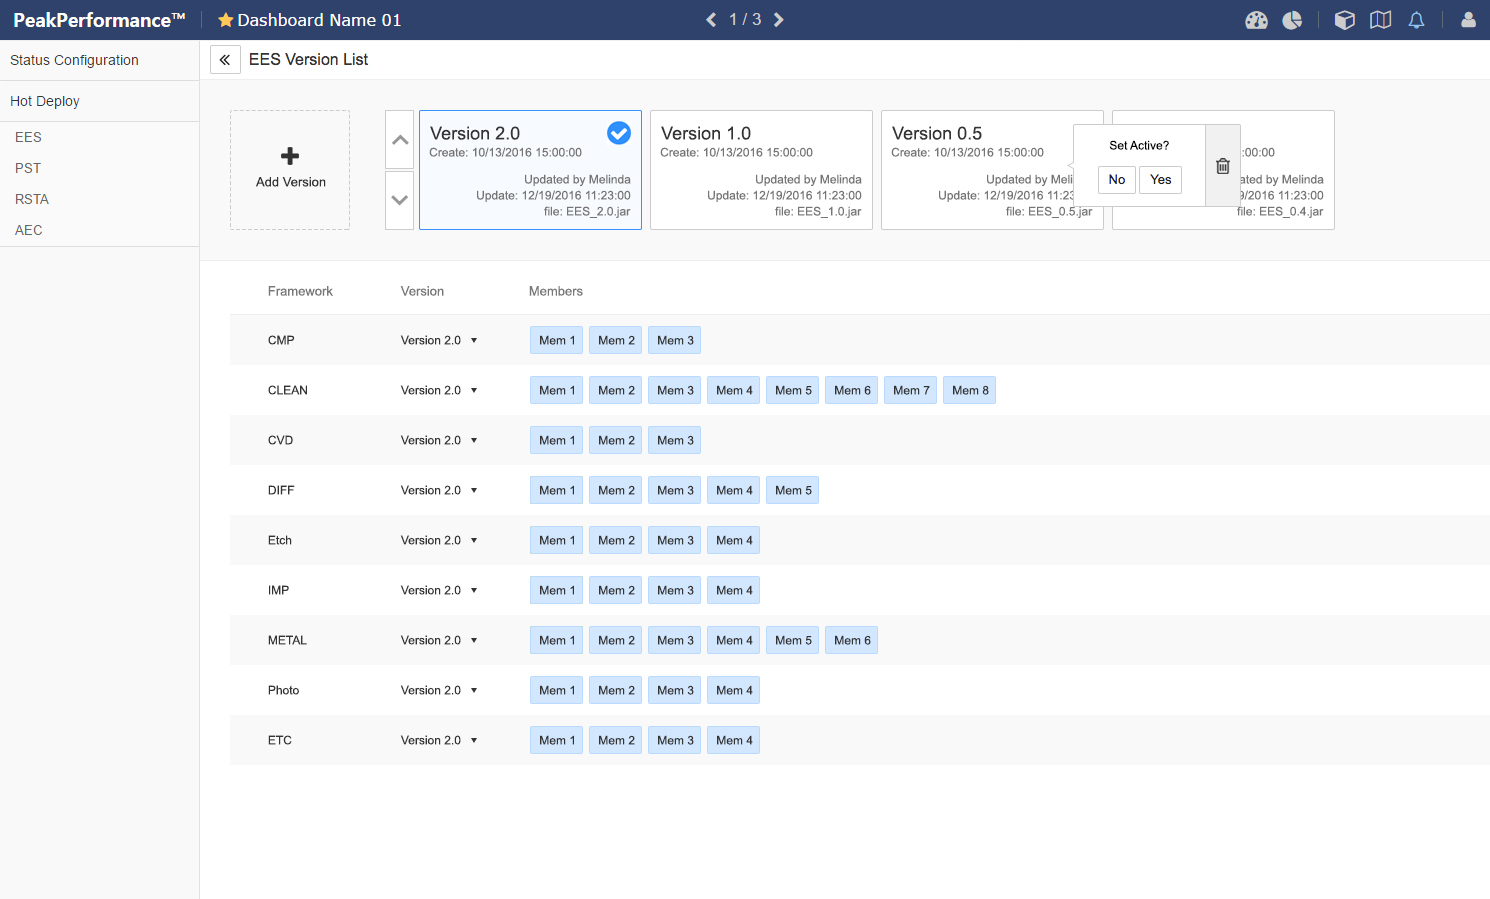 PeakPerformance™
Dashboard Name 01
1 / 3
Status Configuration
Hot Deploy
EES
PST
RSTA
AEC
EES Version List
Add Version
Version 2.0
Create: 10/13/2016 15:00:00
Updated by Melinda
Update: 12/19/2016 11:23:00
file: EES_2.0.jar
Version 1.0
Create: 10/13/2016 15:00:00
Updated by Melinda
Update: 12/19/2016 11:23:00
file: EES_1.0.jar
Version 0.5
Create: 10/13/2016 15:00:00
Updated by Meli
Update: 12/19/2016 11:23
file: EES_0.5.jar
Set Active?
No Yes
:00:00
ated by Melinda
9/2016 11:23:00
file: EES_0.4.jar
Framework Version Members
CMP Version 2.0 Mem 1 Mem 2 Mem 3
CLEAN Version 2.0 Mem 1 Mem 2 Mem 3 Mem 4 Mem 5 Mem 6 Mem 7 Mem 8
CVD Version 2.0 Mem 1 Mem 2 Mem 3
DIFF Version 2.0 Mem 1 Mem 2 Mem 3 Mem 4 Mem 5
Etch Version 2.0 Mem 1 Mem 2 Mem 3 Mem 4
IMP Version 2.0 Mem 1 Mem 2 Mem 3 Mem 4
METAL Version 2.0 Mem 1 Mem 2 Mem 3 Mem 4 Mem 5 Mem 6
Photo Version 2.0 Mem 1 Mem 2 Mem 3 Mem 4
ETC Version 2.0 Mem 1 Mem 2 Mem 3 Mem 4